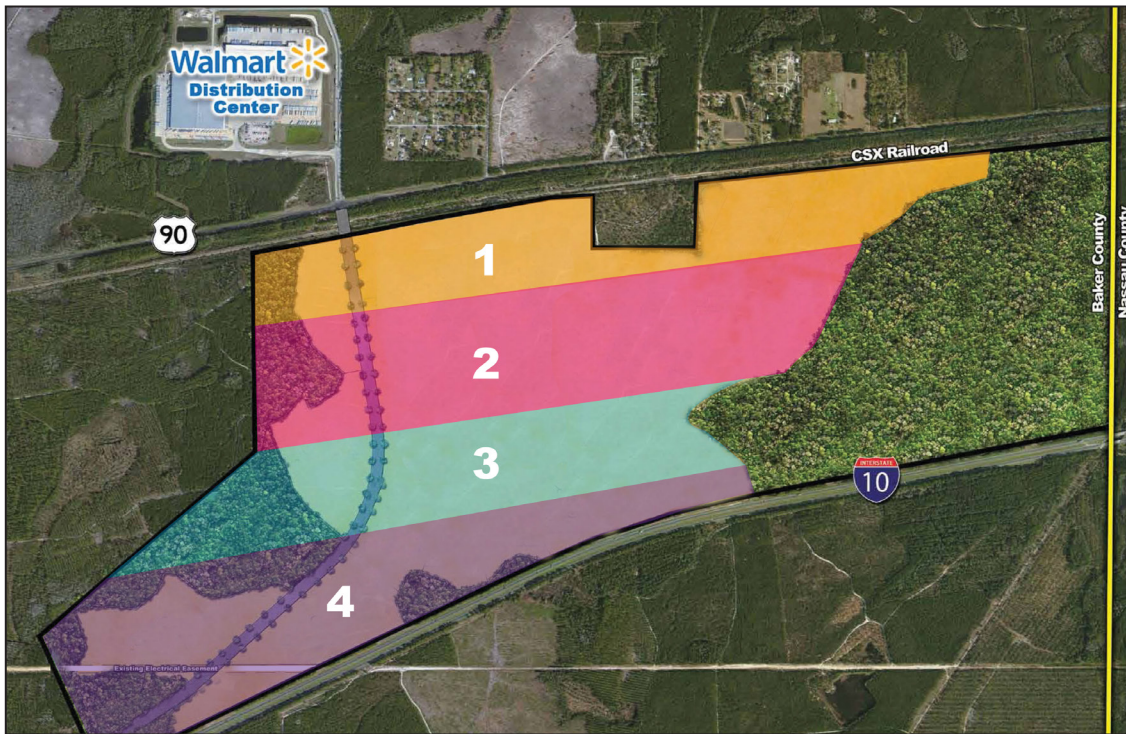 Walmart
Distribution
Center
90
CSX Railroad
1
2
3
4
INTERSTATE
10
Baker County
Nassau County
Existing Electrical Easement